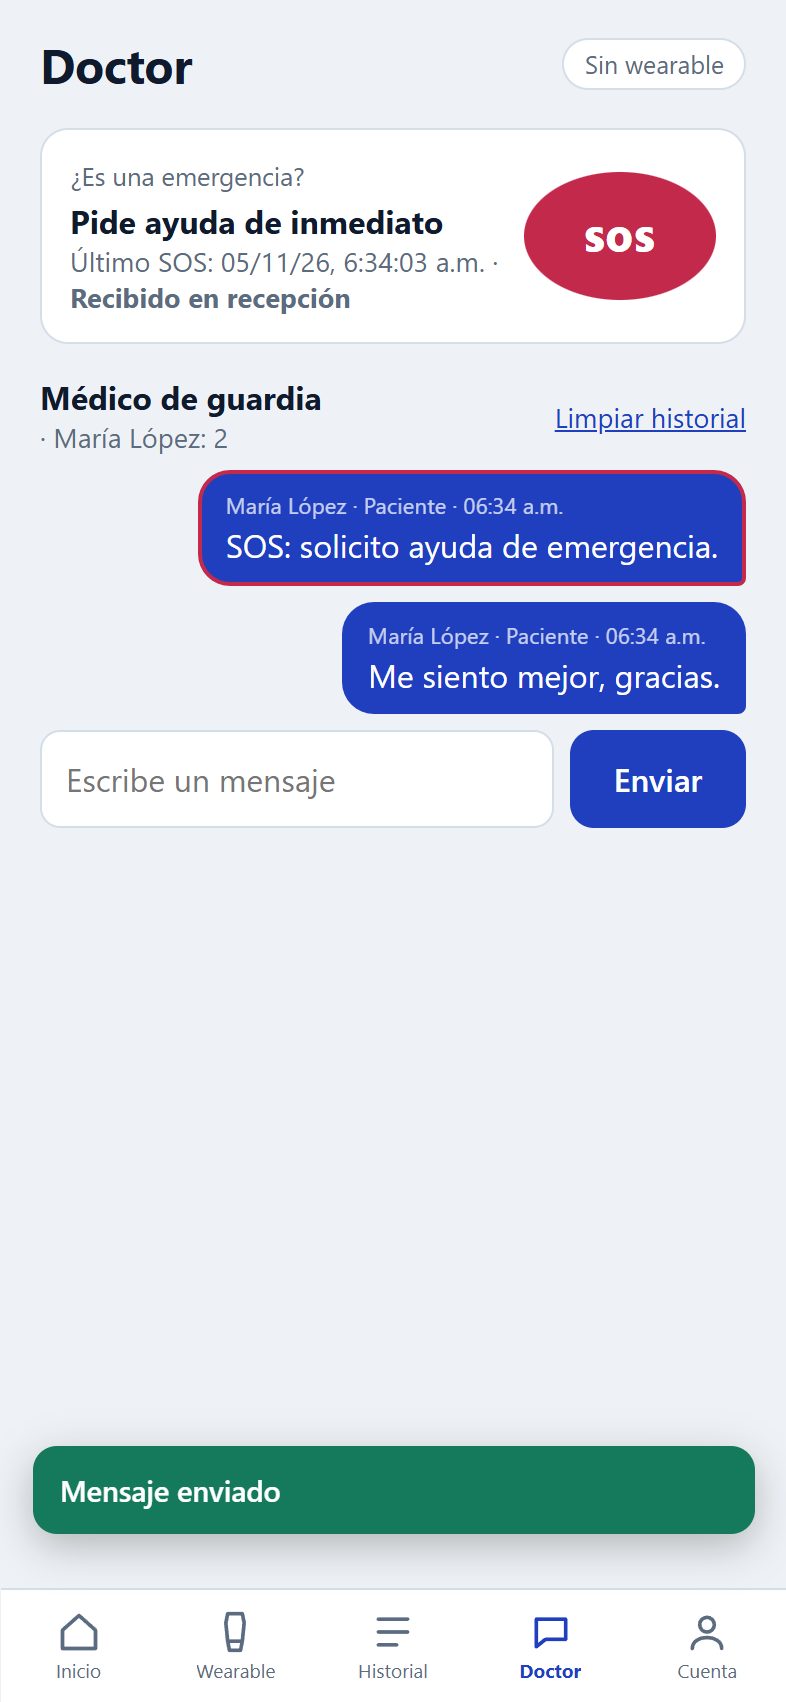 Doctor
Sin wearable
¿Es una emergencia?
Pide ayuda de inmediato
Último SOS: 05/11/26, 6:34:03 a.m. ·
Recibido en recepción
SOS
Médico de guardia
· María López: 2
Limpiar historial
María López · Paciente · 06:34 a.m.
SOS: solicito ayuda de emergencia.
María López · Paciente · 06:34 a.m.
Me siento mejor, gracias.
Escribe un mensaje
Enviar
Mensaje enviado
Inicio
Wearable
Historial
Doctor
Cuenta